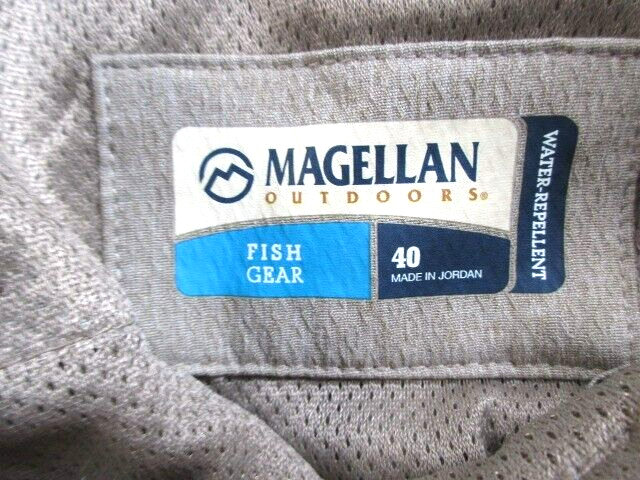 MAGELLAN
OUTDOORS®
FISH
GEAR
40
MADE IN JORDAN
WATER-REPELLENT